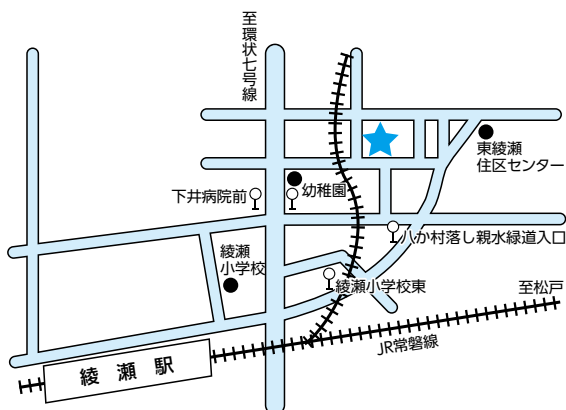 至環状七号線
東綾瀬
住区センター
下井病院前
幼稚園
八か村落し親水緑道入口
綾瀬
小学校
綾瀬小学校東
至松戸
JR常磐線
綾瀬駅